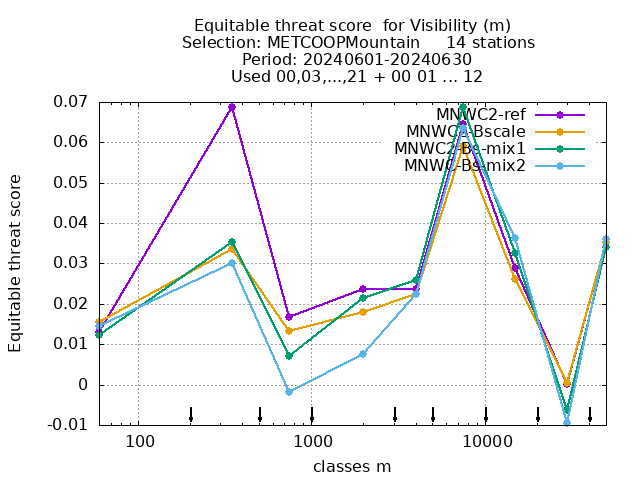 Equitable threat score  for Visibility (m)
Selection: METCOOPMountain     14 stations
Period: 20240601-20240630
Used 00,03,...,21 + 00 01 ... 12
0.07
0.06
0.05
0.04
0.03
0.02
0.01
0
-0.01
Equitable threat score
MNWC2-ref
MNWC2-Bscale
MNWC2-Bs-mix1
MNWC-Bs-mix2
100
1000
10000
classes m